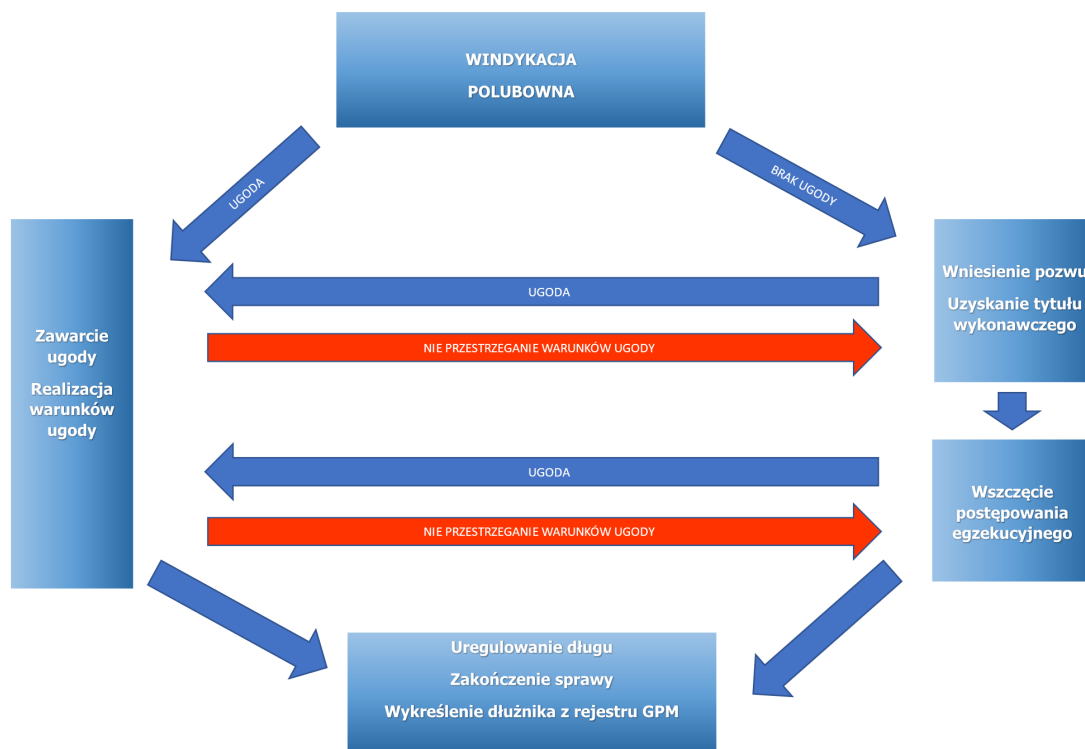 WINDYKACJA
POLUBOWNA
UGODA
BRAK UGODY
Wniesienie pozwu
Uzyskanie tytułu
wykonawczego
UGODA
NIE PRZESTRZEGANIE WARUNKÓW UGODY
Zawarcie
ugody
Realizacja
warunków
ugody
UGODA
NIE PRZESTRZEGANIE WARUNKÓW UGODY
Wszczęcie
postępowania
egzekucyjnego
Uregulowanie długu
Zakończenie sprawy
Wykreślenie dłużnika z rejestru GPM